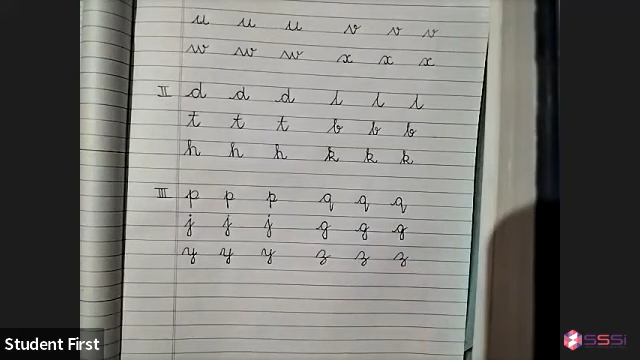 u u u v v v
w w w x x x
II d d d l l l
t t t b b b
h h h k k k
III p p p q q q
j j j g g g
y y y z z z
Student First
SSSi